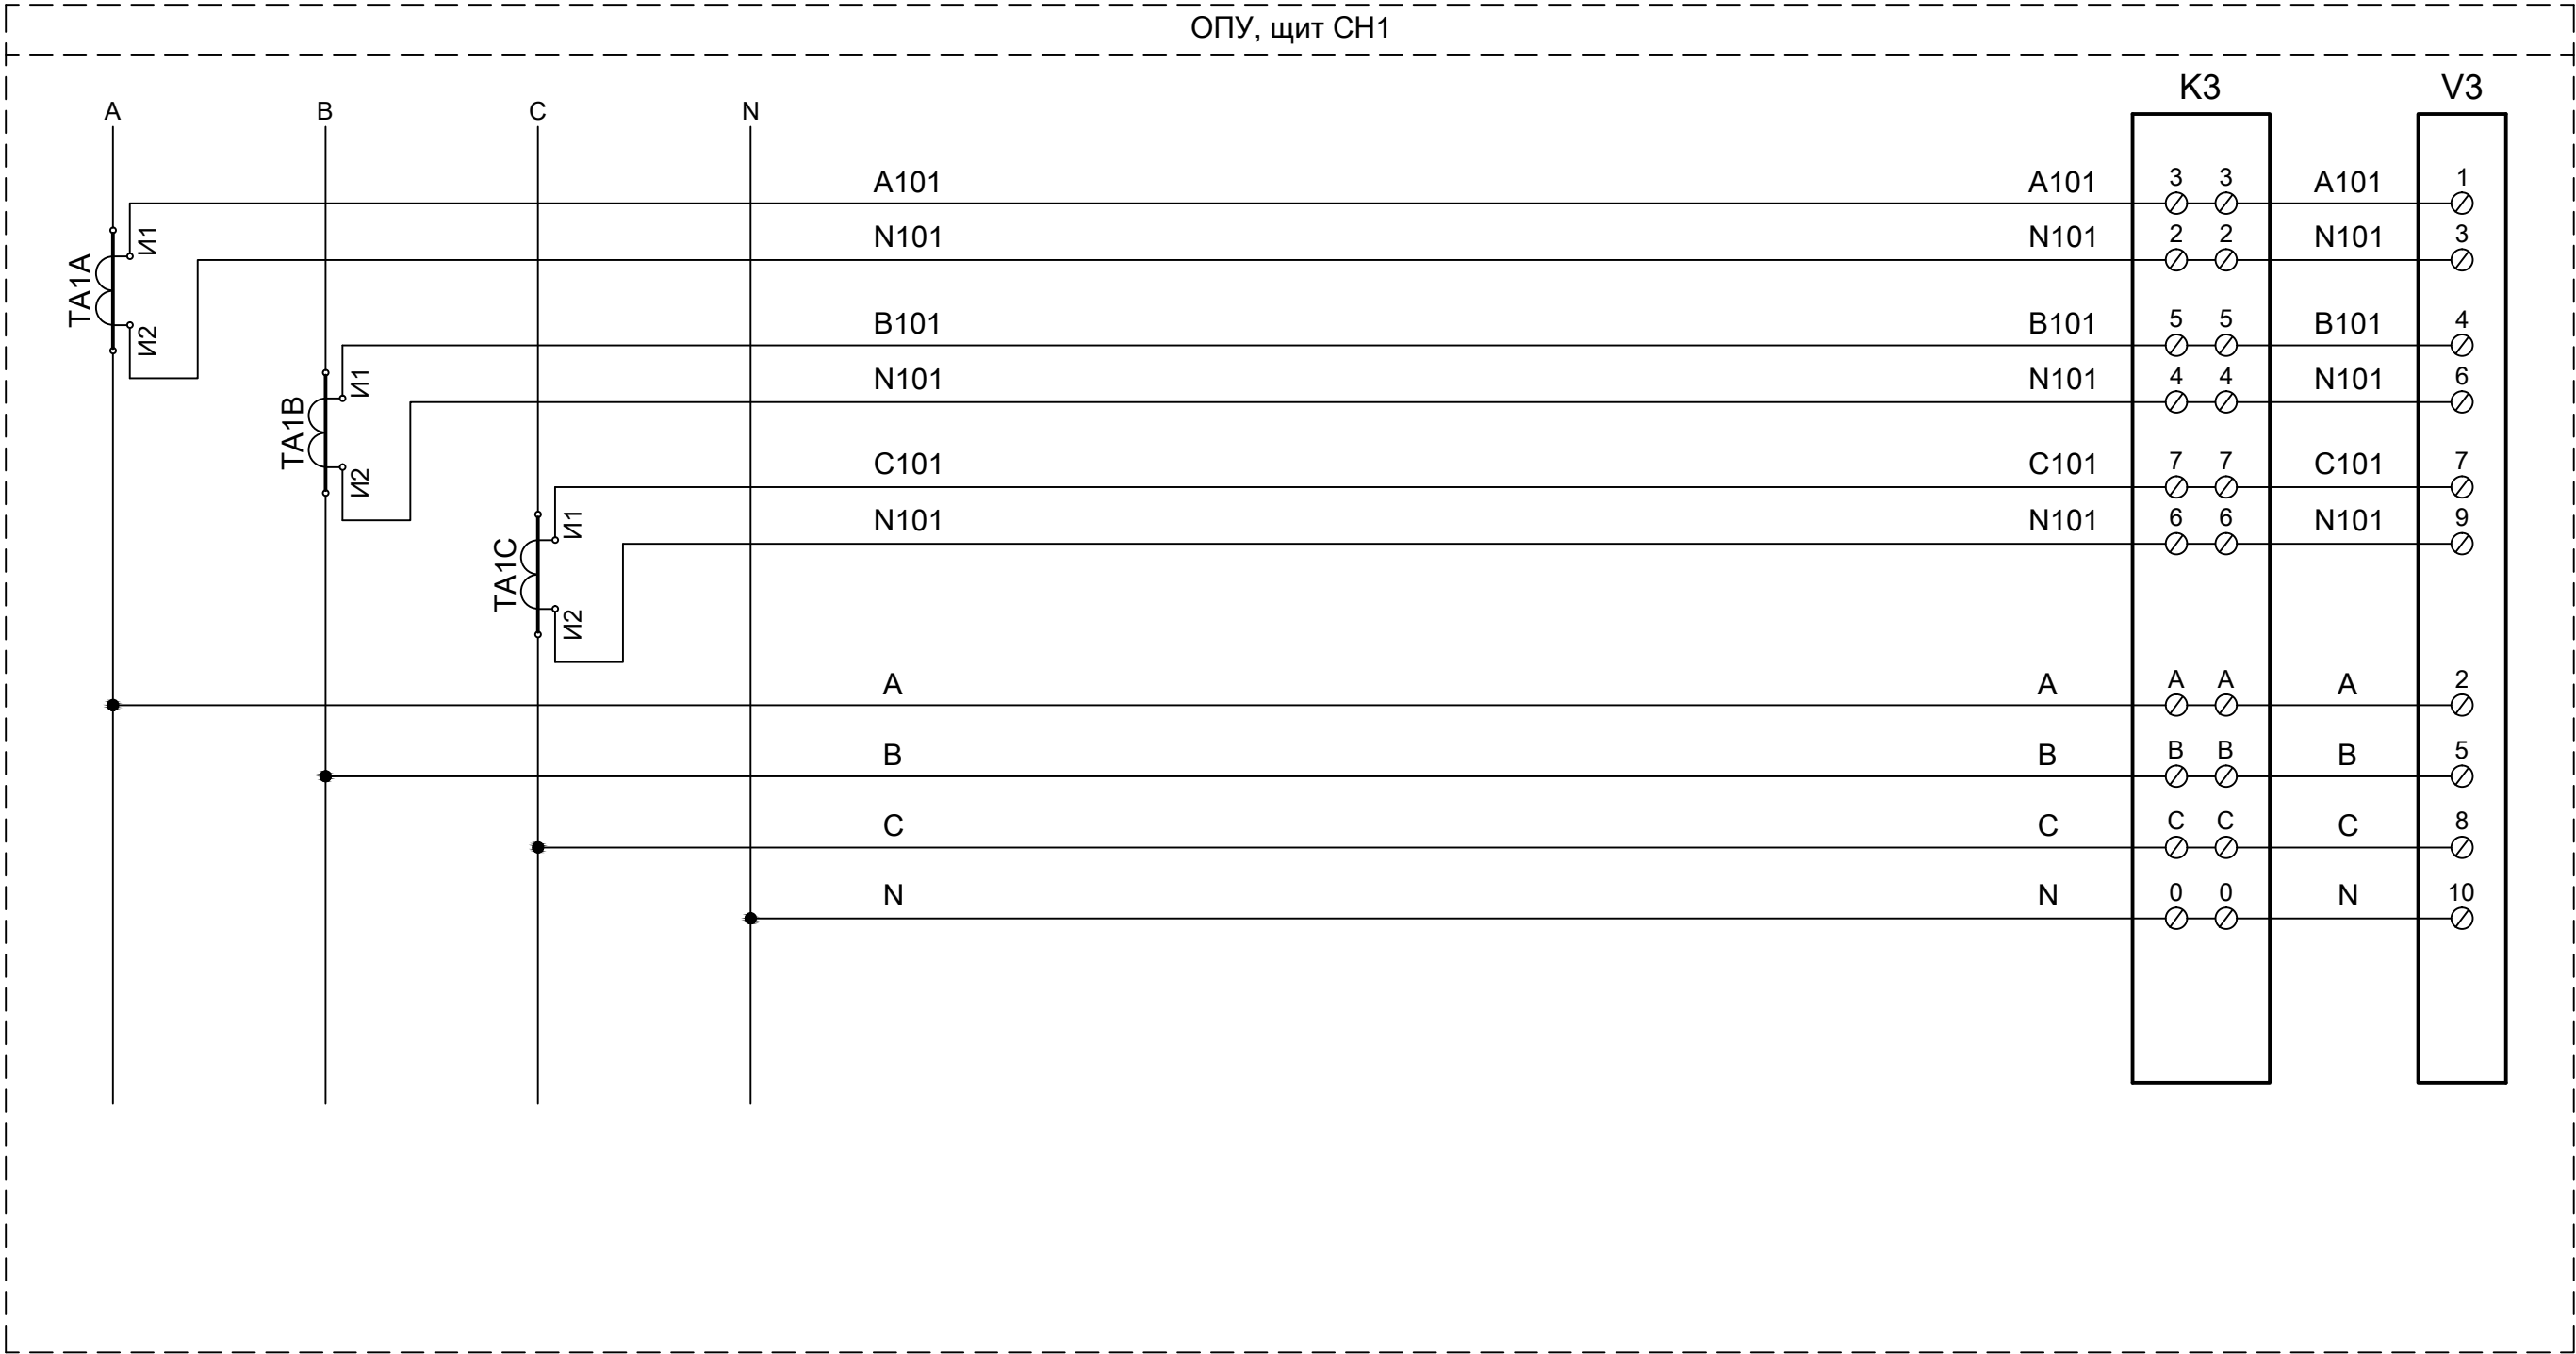 ОПУ, щит СН1
K3 V3
A B C N
A101 A101 3 3 A101 1
И1
N101 N101 2 2 N101 3
TA1A
И2
B101 B101 5 5 B101 4
И1
N101 N101 4 4 N101 6
TA1B
И2
C101 C101 7 7 C101 7
И1
N101 N101 6 6 N101 9
TA1C
И2
A A A A A 2
B B B B B 5
C C C C C 8
N N 0 0 N 10